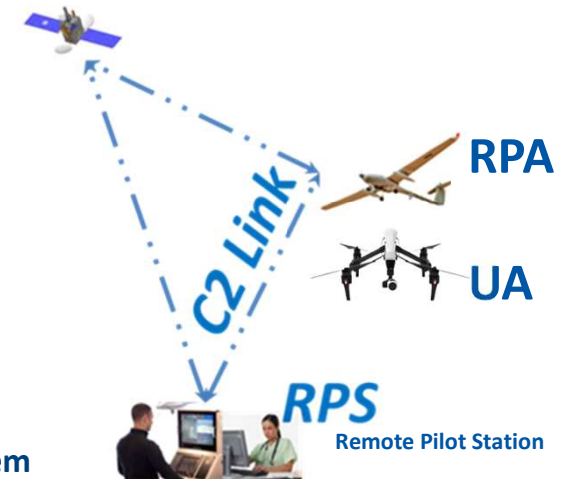 RPA
C2 Link
UA
RPS
Remote Pilot Station
em